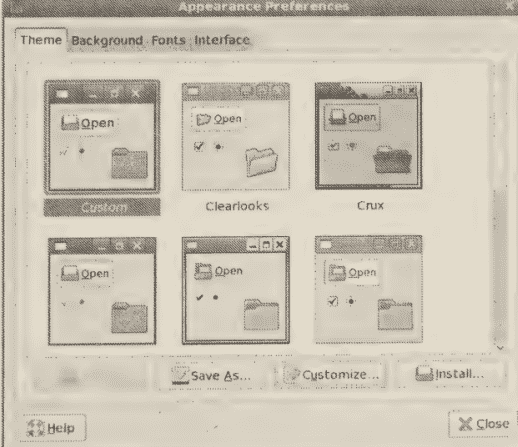 Appearance Preferences
Theme Background Fonts Interface
Open Open Open
Custom Clearlooks Crux
Open Open Open
Save As... Customize... Install...
Help Close